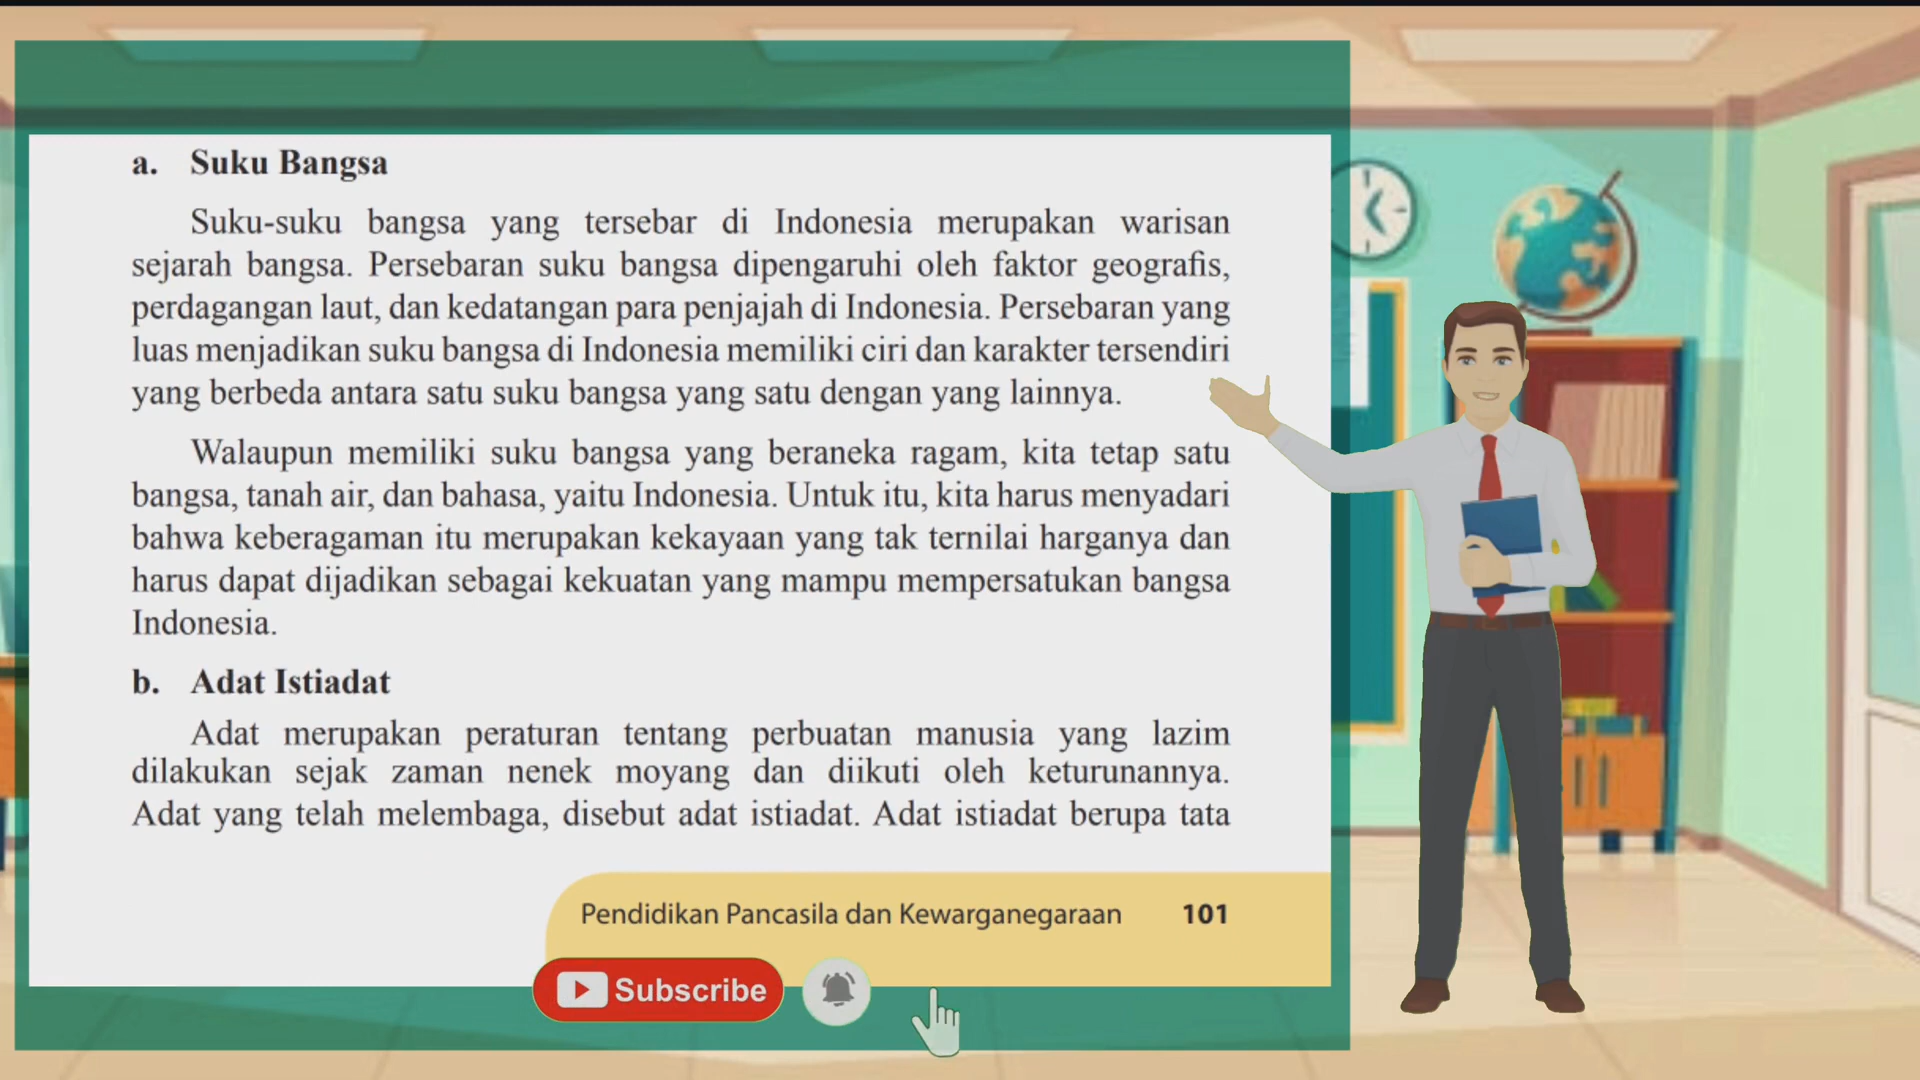 a. Suku Bangsa
Suku-suku bangsa yang tersebar di Indonesia merupakan warisan
sejarah bangsa. Persebaran suku bangsa dipengaruhi oleh faktor geografis,
perdagangan laut, dan kedatangan para penjajah di Indonesia. Persebaran yang
luas menjadikan suku bangsa di Indonesia memiliki ciri dan karakter tersendiri
yang berbeda antara satu suku bangsa yang satu dengan yang lainnya.
Walaupun memiliki suku bangsa yang beraneka ragam, kita tetap satu
bangsa, tanah air, dan bahasa, yaitu Indonesia. Untuk itu, kita harus menyadari
bahwa keberagaman itu merupakan kekayaan yang tak ternilai harganya dan
harus dapat dijadikan sebagai kekuatan yang mampu mempersatukan bangsa
Indonesia.
b. Adat Istiadat
Adat merupakan peraturan tentang perbuatan manusia yang lazim
dilakukan sejak zaman nenek moyang dan diikuti oleh keturunannya.
Adat yang telah melembaga, disebut adat istiadat. Adat istiadat berupa tata
Pendidikan Pancasila dan Kewarganegaraan 101
Subscribe